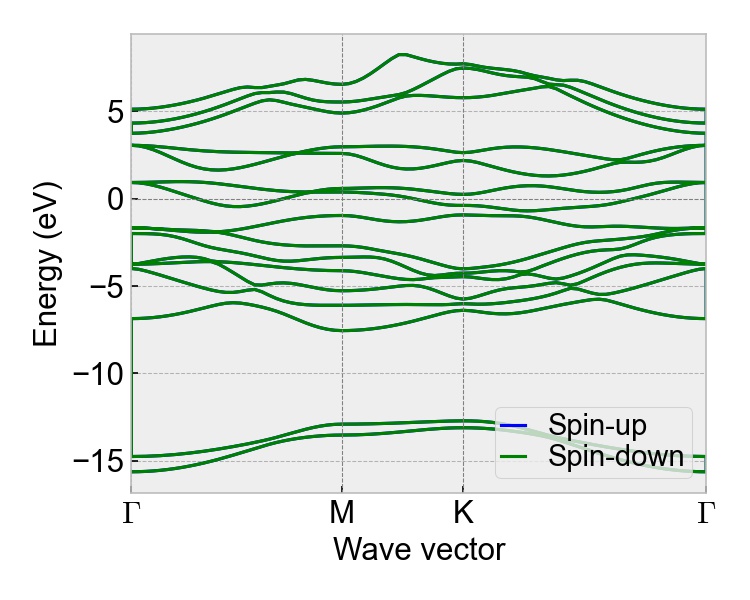 Energy (eV)
5
0
−5
−10
−15
Spin-up
Spin-down
Γ M K Γ
Wave vector